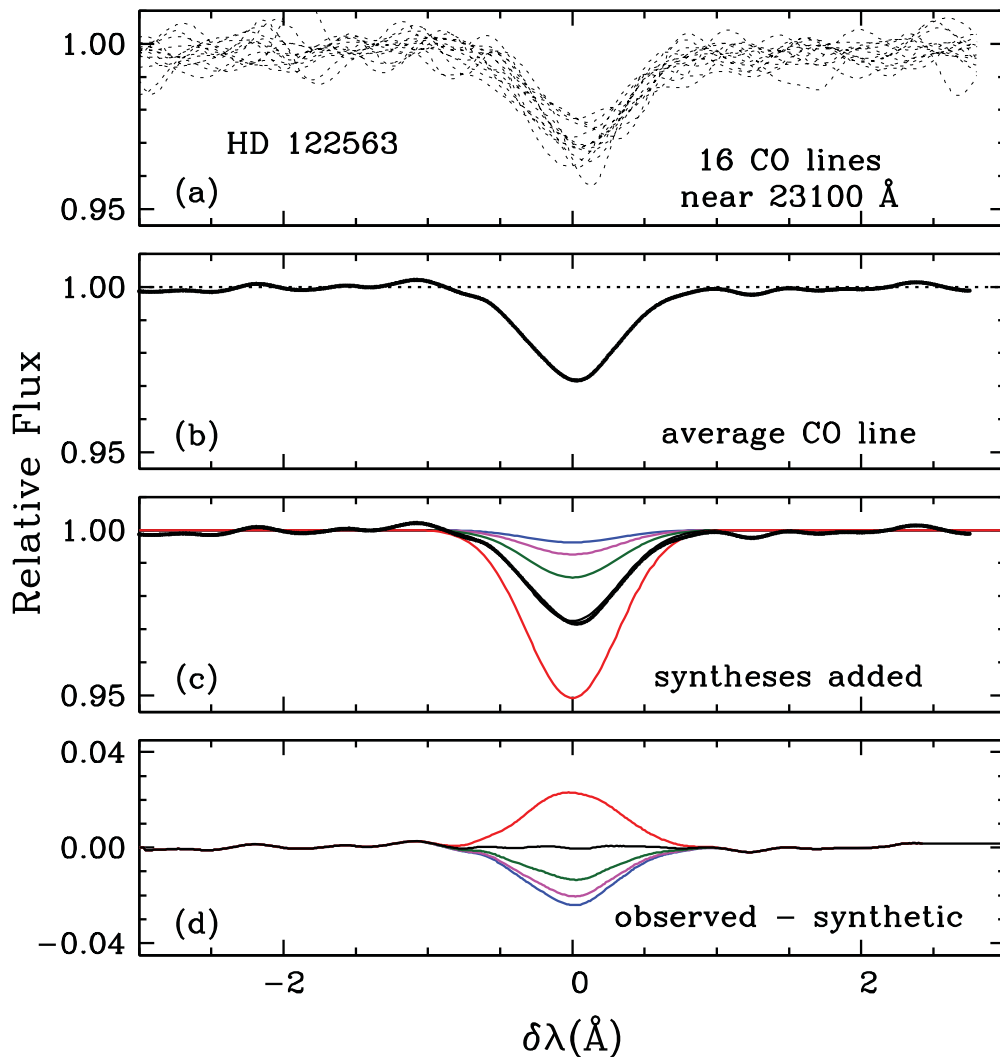 1.00
HD 122563
16 CO lines
near 23100 Å
(a)
0.95
1.00
(b)
average CO line
0.95
1.00
(c)
syntheses added
0.95
0.04
0.00
(d)
observed − synthetic
−0.04
−2
0
2
Relative Flux
δλ(Å)